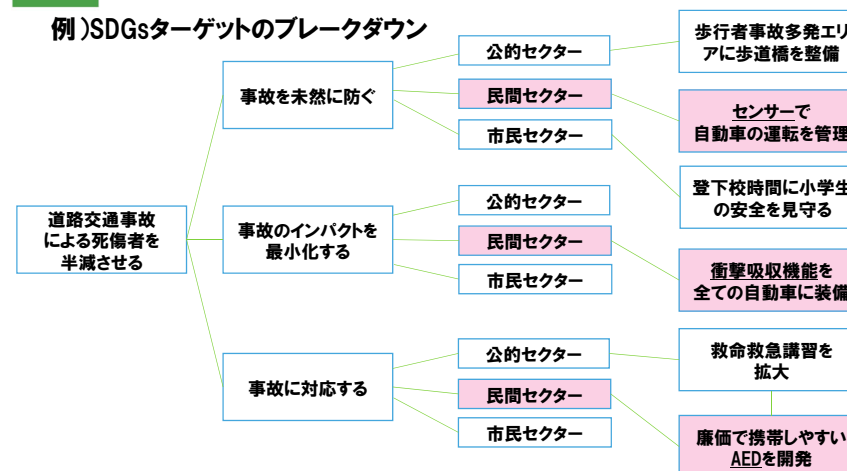 例)SDGsターゲットのブレークダウン
公的セクター
歩行者事故多発エリ
アに歩道橋を整備
事故を未然に防ぐ
民間セクター
センサーで
自動車の運転を管理
市民セクター
登下校時間に小学生
の安全を見守る
道路交通事故
による死傷者を
半減させる
公的セクター
事故のインパクトを
最小化する
民間セクター
市民セクター
衝撃吸収機能を
全ての自動車に装備
公的セクター
救命救急講習を
拡大
事故に対応する
民間セクター
市民セクター
廉価で携帯しやすい
AEDを開発